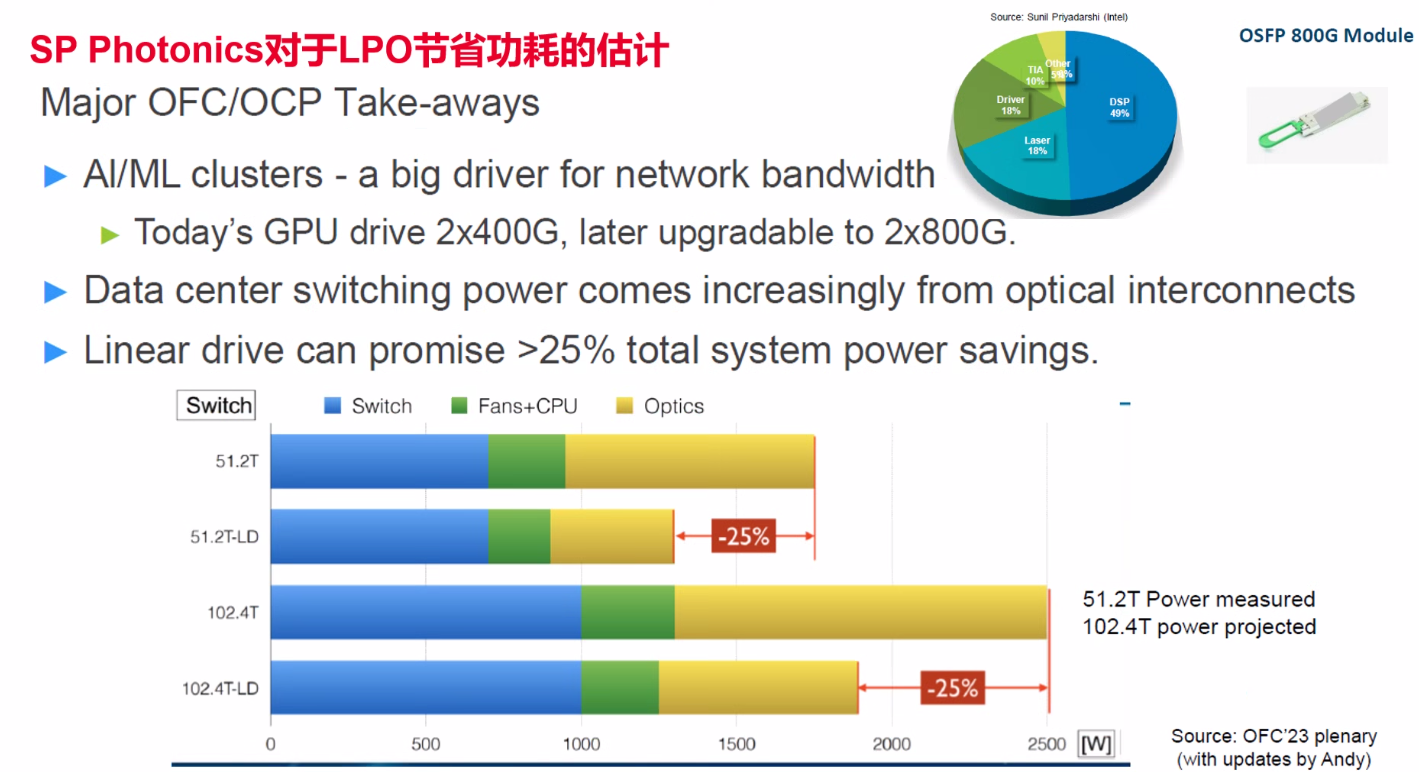 Source: Sunil Priyadarshi (Intel)
SP Photonics对于LPO节省功耗的估计
OSFP 800G Module
Major OFC/OCP Take-aways
TIA
10%
Other
DSP
49%
Driver
18%
Laser
18%
AI/ML clusters - a big driver for network bandwidth
Today's GPU drive 2x400G, later upgradable to 2x800G.
Data center switching power comes increasingly from optical interconnects
Linear drive can promise >25% total system power savings.
Switch
Switch Fans+CPU Optics
51.2T
51.2T-LD
-25%
102.4T
51.2T Power measured
102.4T power projected
102.4T-LD
-25%
0 500 1000 1500 2000 2500 [W]
Source: OFC'23 plenary
(with updates by Andy)